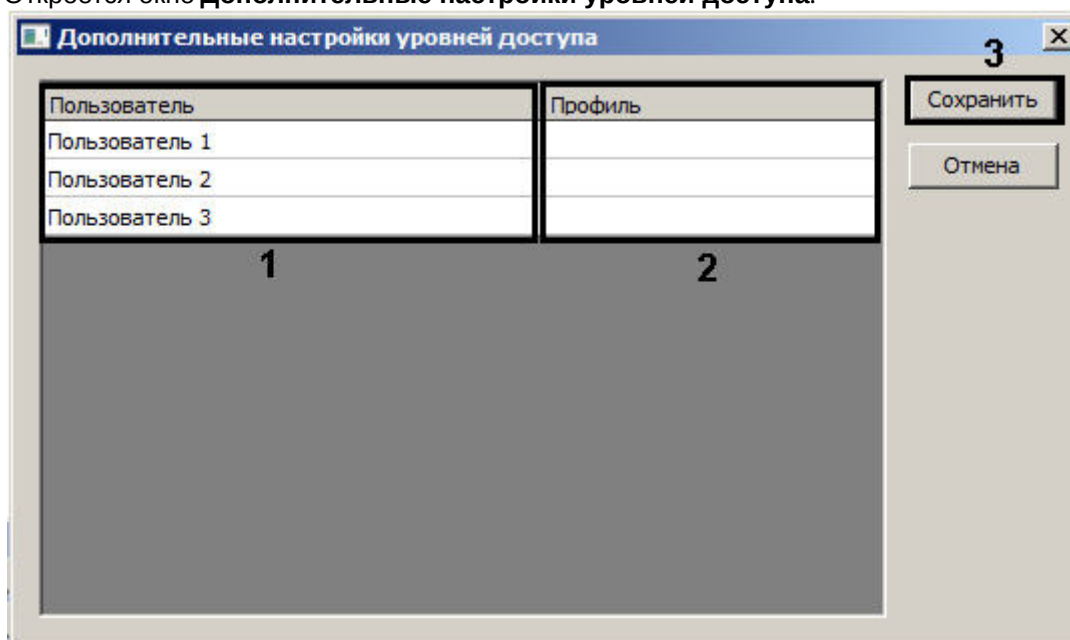 Откроется окно Дополнительные настройки уровней доступа.
Дополнительные настройки уровней доступа
3
Пользователь Профиль Сохранить
Пользователь 1
Пользователь 2 Отмена
Пользователь 3
1 2